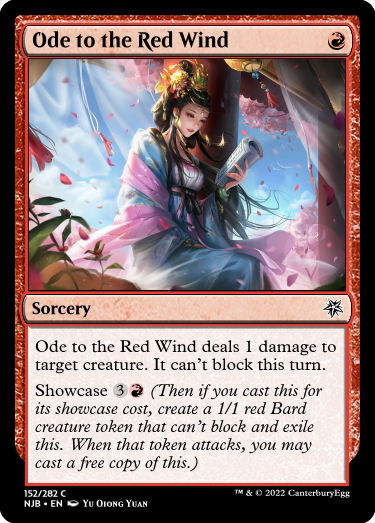 Ode to the Red Wind
Sorcery
Ode to the Red Wind deals 1 damage to
target creature. It can't block this turn.
Showcase 3 (Then if you cast this for
its showcase cost, create a 1/1 red Bard
creature token that can't block and exile
this. When that token attacks, you may
cast a free copy of this.)
152/282 C
NJB • EN YU QIONG YUAN
™ & © 2022 CanterburyEgg